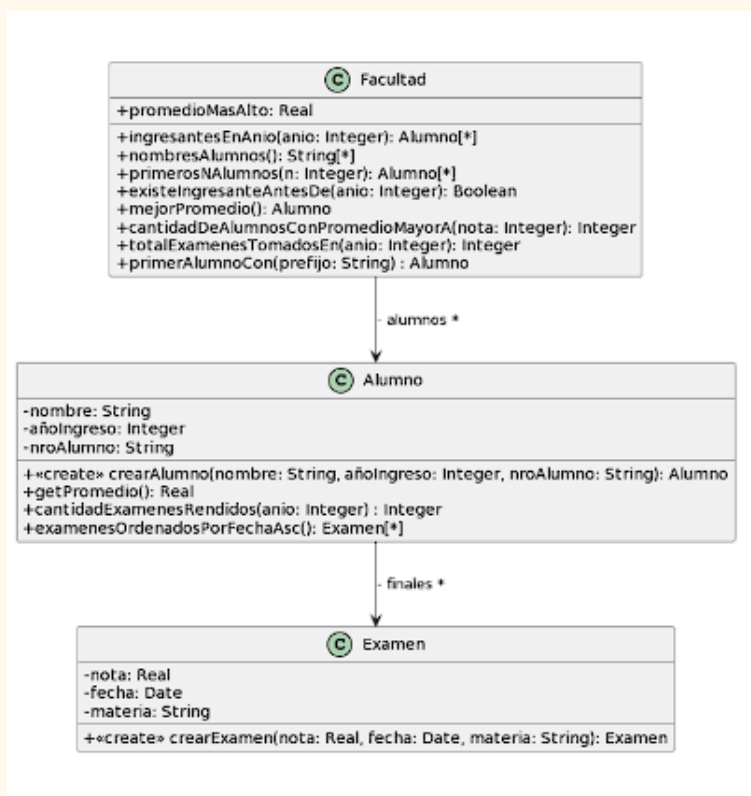 C Facultad
+promedioMasAlto: Real
+ingresantesEnAnio(anio: Integer): Alumno[*]
+nombresAlumnos(): String[*]
+primerosNAlumnos(n: Integer): Alumno[*]
+existeIngresanteAntesDe(anio: Integer): Boolean
+mejorPromedio(): Alumno
+cantidadDeAlumnosConPromedioMayorA(nota: Integer): Integer
+totalExamenesTomadosEn(anio: Integer): Integer
+primerAlumnoCon(prefijo: String) : Alumno
- alumnos *
C Alumno
-nombre: String
-añoIngreso: Integer
-nroAlumno: String
+«create» crearAlumno(nombre: String, añoIngreso: Integer, nroAlumno: String): Alumno
+getPromedio(): Real
+cantidadExamenesRendidos(anio: Integer) : Integer
+examenesOrdenadosPorFechaAsc(): Examen[*]
- finales *
C Examen
-nota: Real
-fecha: Date
-materia: String
+«create» crearExamen(nota: Real, fecha: Date, materia: String): Examen